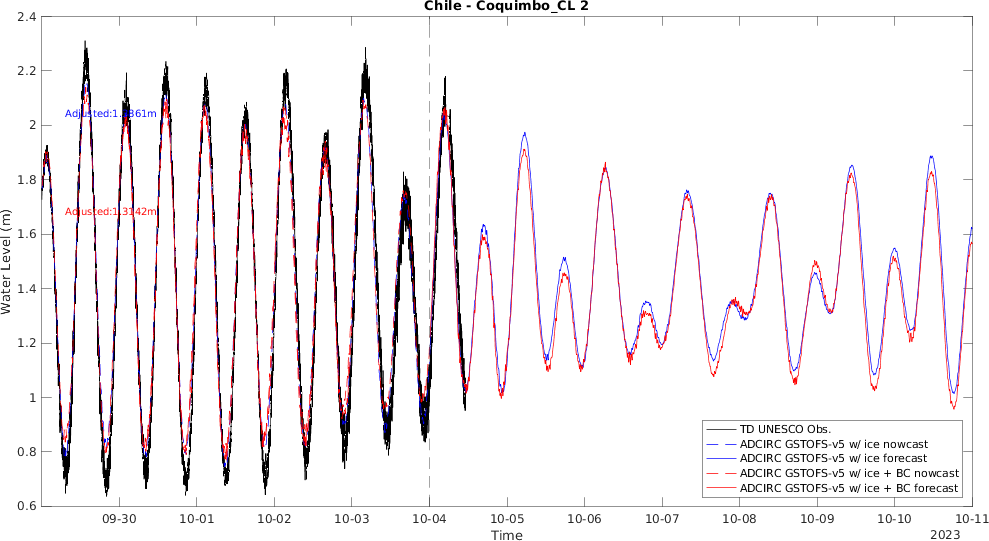 Chile - Coquimbo_CL 2
2.4
2.2
2
1.8
1.6
1.4
1.2
1
0.8
0.6
Water Level (m)
Adjusted:1.3142m
09-30
10-01
10-02
10-03
10-04
10-05
10-06
10-07
10-08
10-09
10-10
10-11
Time
2023
TD UNESCO Obs.
ADCIRC GSTOFS-v5 w/ ice nowcast
ADCIRC GSTOFS-v5 w/ ice forecast
ADCIRC GSTOFS-v5 w/ ice + BC nowcast
ADCIRC GSTOFS-v5 w/ ice + BC forecast